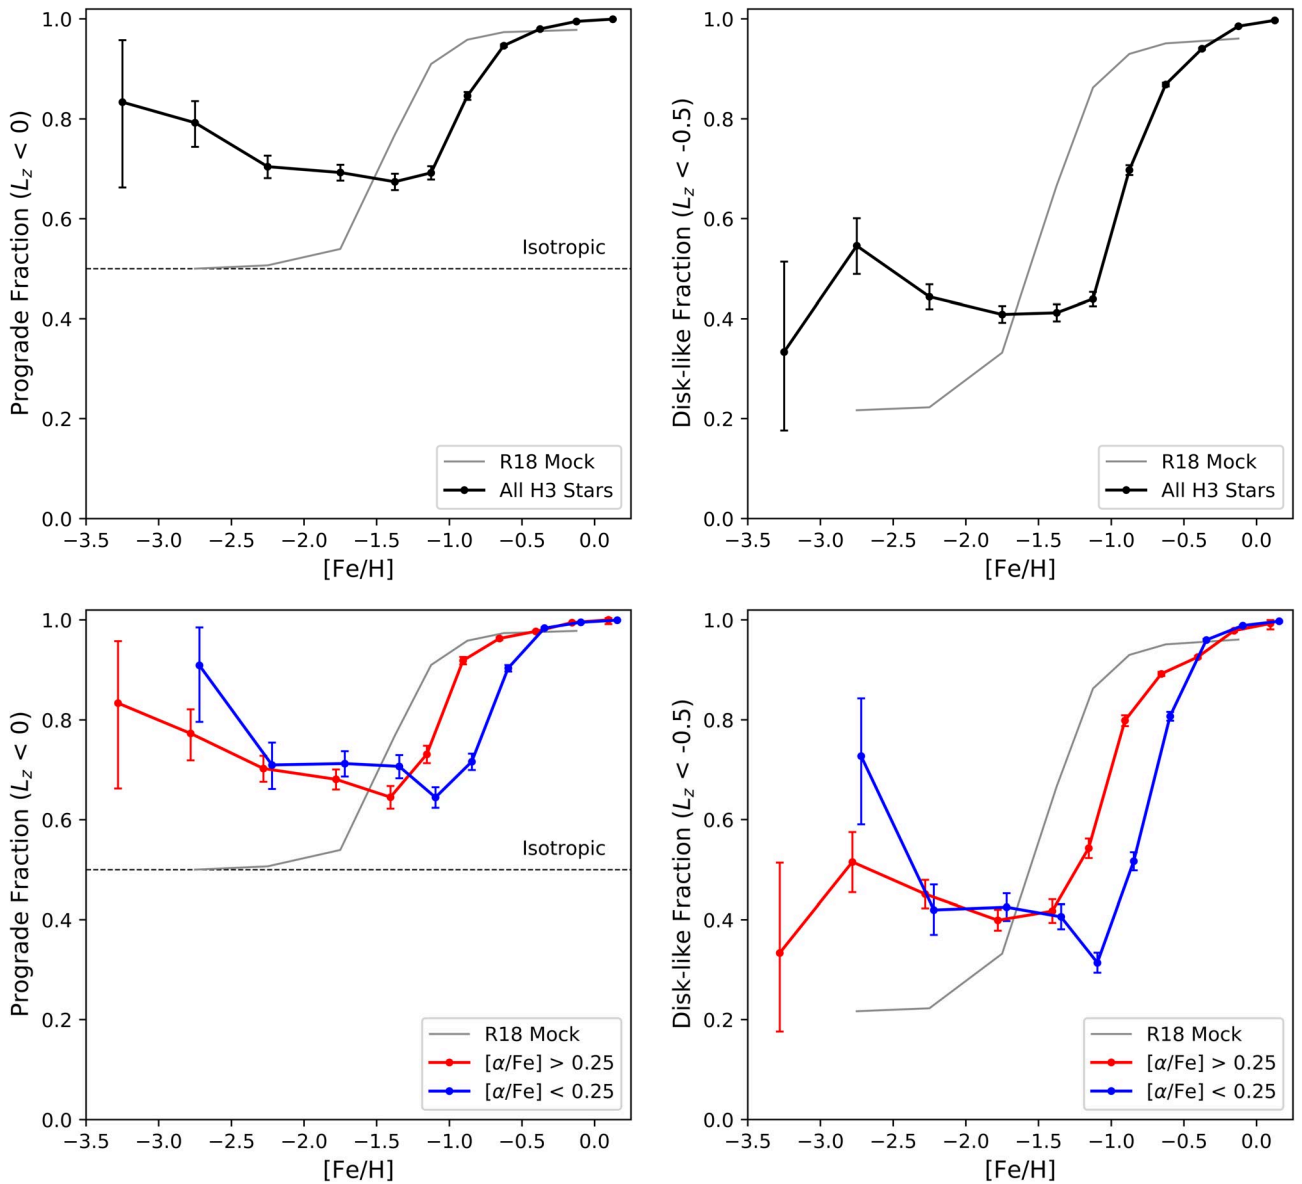 Prograde Fraction (L_z < 0)
1.0
0.8
0.6
0.4
0.2
0.0
Isotropic
R18 Mock
All H3 Stars
−3.5 −3.0 −2.5 −2.0 −1.5 −1.0 −0.5 0.0
[Fe/H]
Disk-like Fraction (L_z < -0.5)
1.0
0.8
0.6
0.4
0.2
0.0
R18 Mock
All H3 Stars
−3.5 −3.0 −2.5 −2.0 −1.5 −1.0 −0.5 0.0
[Fe/H]
Prograde Fraction (L_z < 0)
1.0
0.8
0.6
0.4
0.2
0.0
Isotropic
R18 Mock
[α/Fe] > 0.25
[α/Fe] < 0.25
−3.5 −3.0 −2.5 −2.0 −1.5 −1.0 −0.5 0.0
[Fe/H]
Disk-like Fraction (L_z < -0.5)
1.0
0.8
0.6
0.4
0.2
0.0
R18 Mock
[α/Fe] > 0.25
[α/Fe] < 0.25
−3.5 −3.0 −2.5 −2.0 −1.5 −1.0 −0.5 0.0
[Fe/H]